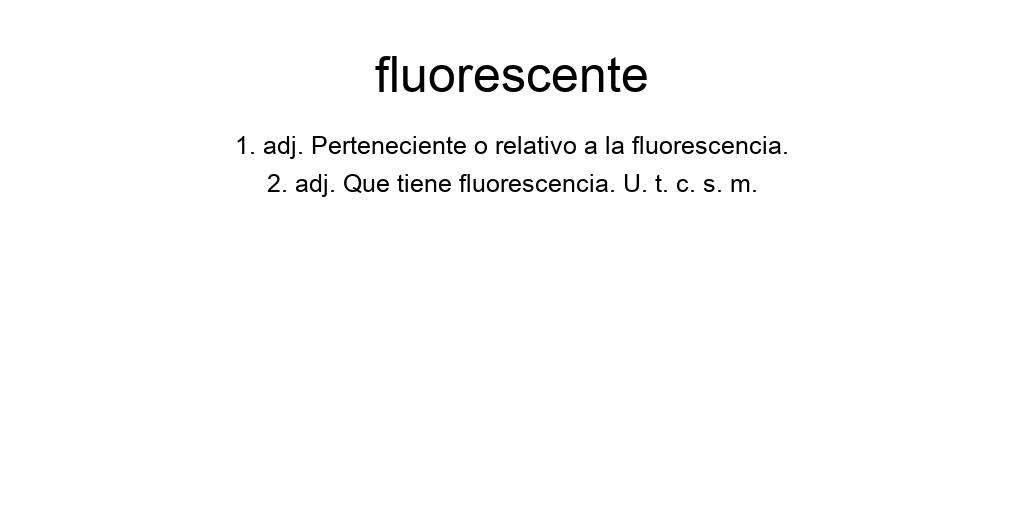 fluorescente
1. adj. Perteneciente o relativo a la fluorescencia.
2. adj. Que tiene fluorescencia. U. t. c. s. m.